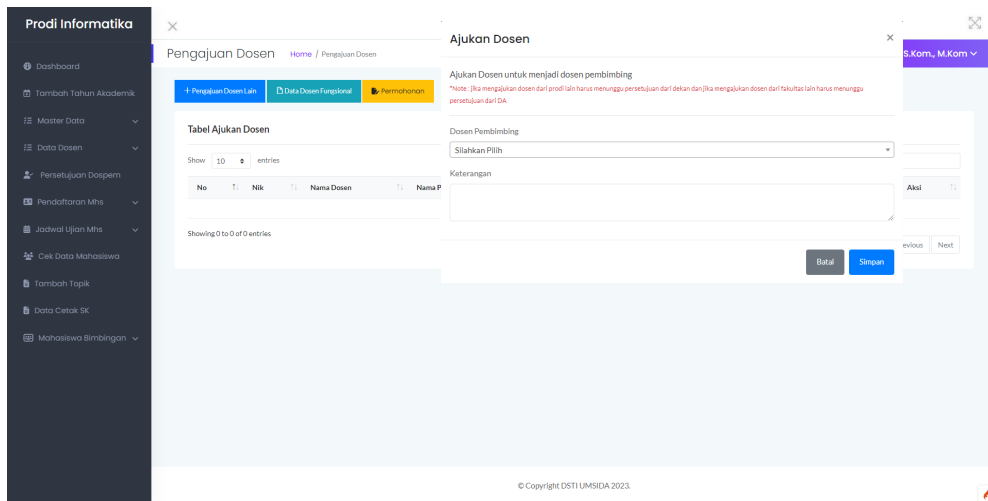 Prodi Informatika
Dashboard
Tambah Tahun Akademik
Master Data
Data Dosen
Persetujuan Dospem
Pendaftaran Mhs
Jadwal Ujian Mhs
Cek Data Mahasiswa
Tambah Topik
Data Cetak SK
Mahasiswa Bimbingan
Pengajuan Dosen
Home / Pengajuan Dosen
S.Kom., M.Kom
+ Pengajuan Dosen Lain
Data Dosen Fungsional
Permohonan
Tabel Ajukan Dosen
Show 10 entries
No Nik Nama Dosen Nama P
Aksi
Showing 0 to 0 of 0 entries
evious Next
Ajukan Dosen
×
Ajukan Dosen untuk menjadi dosen pembimbing
*Note : jika mengajukan dosen dari prodi lain harus menunggu persetujuan dari dekan dan jika mengajukan dosen dari fakultas lain harus menunggu
persetujuan dari DA
Dosen Pembimbing
Silahkan Pilih
Keterangan
Batal Simpan
© Copyright DSTI UMSIDA 2023.